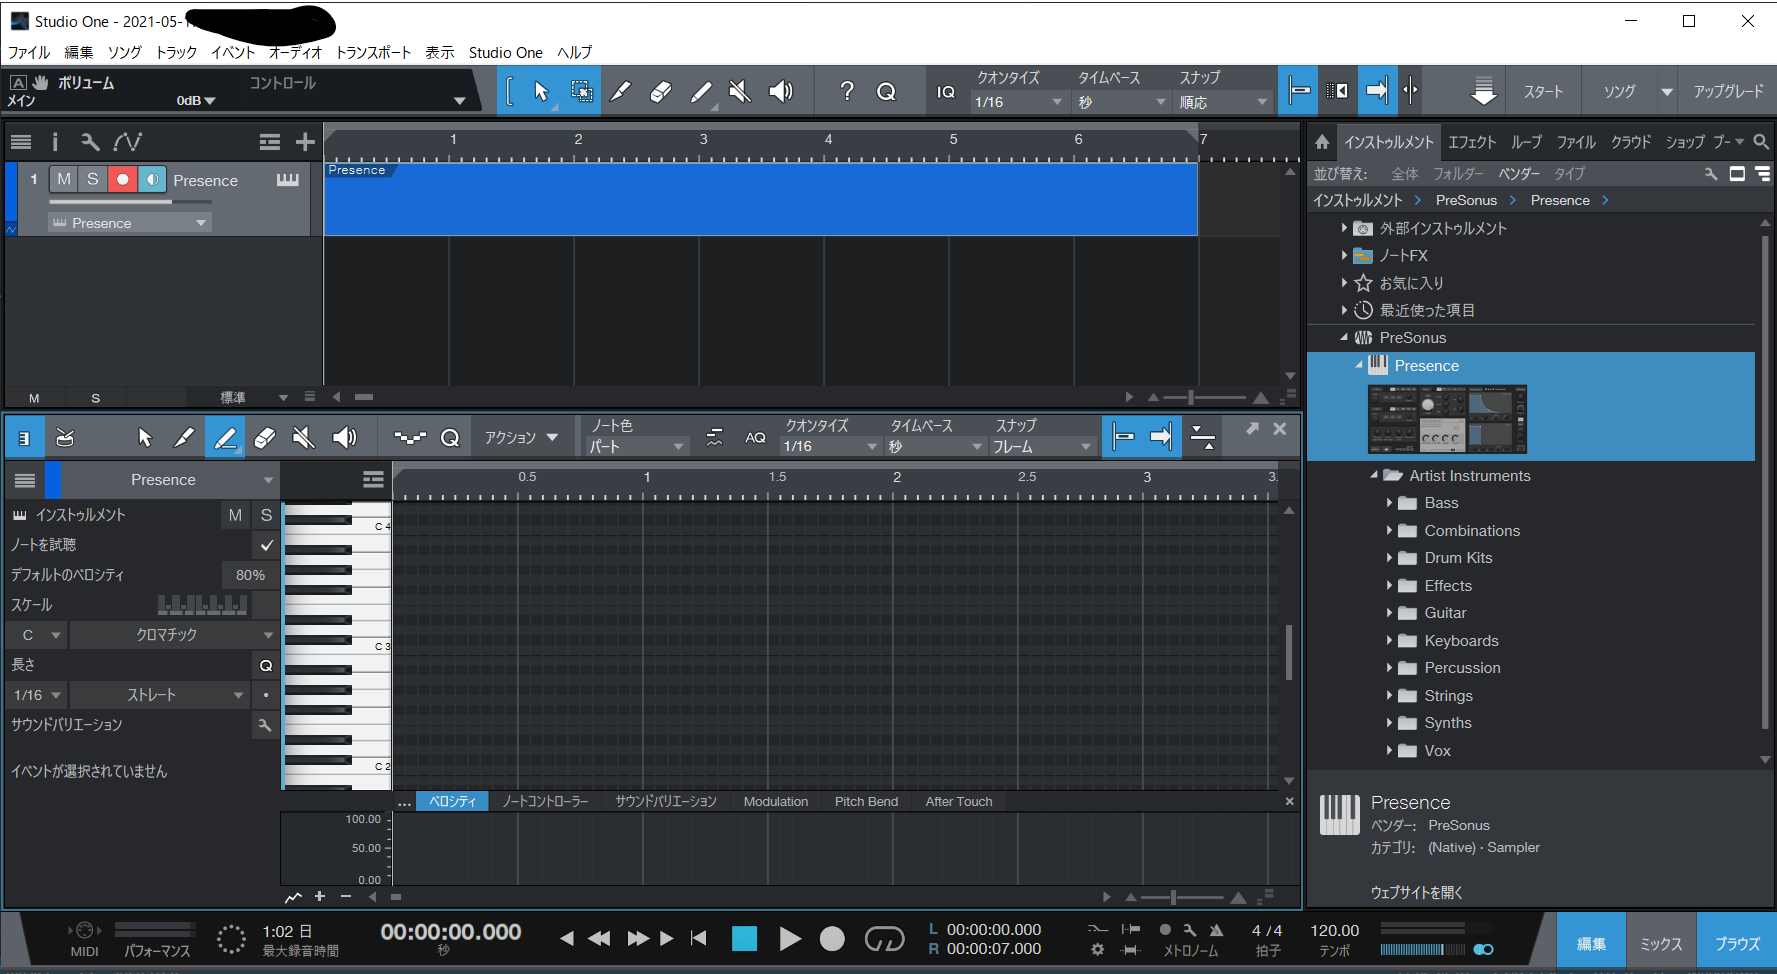 Studio One - 2021-05-1
ファイル 編集 ソング トラック イベント オーディオ トランスポート 表示 Studio One ヘルプ
A ボリューム コントロール
メイン 0dB
? Q IQ
クオンタイズ タイムベース スナップ
1/16 秒 順応
スタート ソング アップグレード
1 2 3 4 5 6 7
1 M S Presence
Presence
Presence
M S 標準
インストゥルメント エフェクト ループ ファイル クラウド ショップ プー
並び替え: 全体 フォルダー ベンダー タイプ
インストゥルメント > PreSonus > Presence >
外部インストゥルメント
ノートFX
お気に入り
最近使った項目
PreSonus
Presence
Artist Instruments
Bass
Combinations
Drum Kits
Effects
Guitar
Keyboards
Percussion
Strings
Synths
Vox
Presence
ベンダー: PreSonus
カテゴリ: (Native) · Sampler
ウェブサイトを開く
Q アクション
ノート色 クオンタイズ タイムベース スナップ
パート AQ 1/16 秒 フレーム
Presence
0.5 1 1.5 2 2.5 3 3.
インストゥルメント M S
ノートを試聴
デフォルトのベロシティ 80%
スケール
C クロマチック
長さ Q
1/16 ストレート
サウンドバリエーション
イベントが選択されていません
C 4
C 3
C 2
... ベロシティ ノートコントローラー サウンドバリエーション Modulation Pitch Bend After Touch
100.00
50.00
0.00
MIDI パフォーマンス
1:02 日
最大録音時間
00:00:00.000
秒
L 00:00:00.000
R 00:00:07.000
メトロノーム
4 / 4
拍子
120.00
テンポ
編集 ミックス ブラウズ